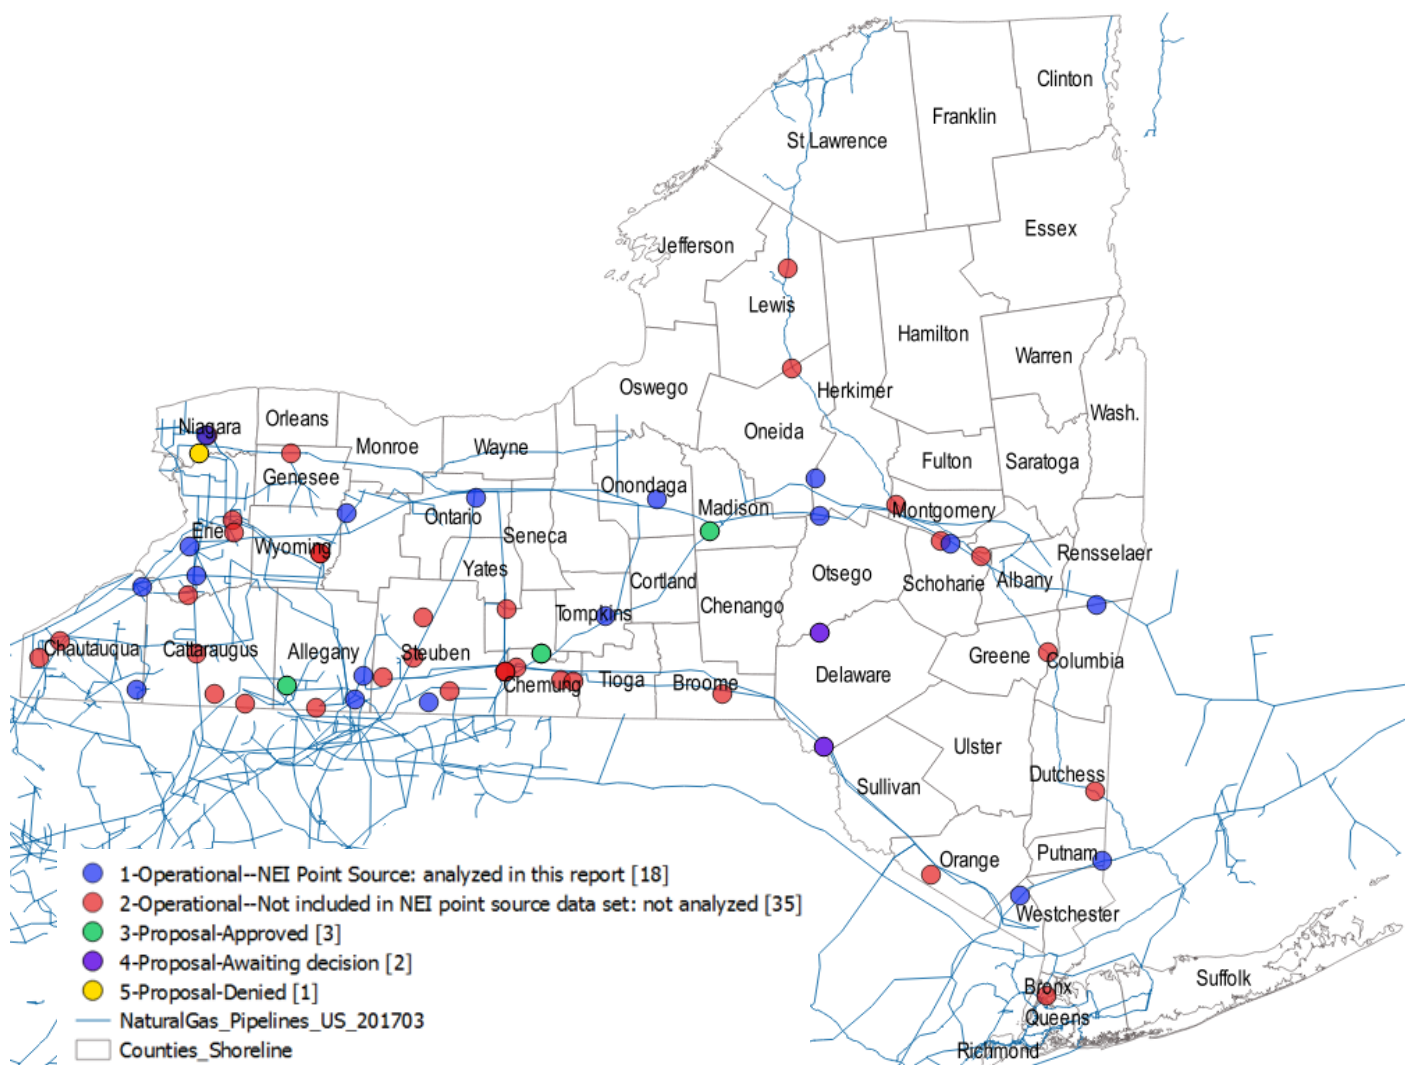 Clinton
Franklin
St Lawrence
Essex
Jefferson
Lewis
Hamilton
Warren
Oswego
Herkimer
Wash.
Niagara
Orleans
Monroe
Wayne
Oneida
Fulton
Saratoga
Genesee
Onondaga
Madison
Montgomery
Ontario
Erie
Wyoming
Seneca
Rensselaer
Yates
Cortland
Otsego
Schoharie
Albany
Tompkins
Chenango
Chautauqua
Cattaraugus
Allegany
Steuben
Greene
Columbia
Chemung
Tioga
Broome
Delaware
Ulster
Dutchess
Sullivan
Orange
Putnam
Westchester
Bronx
Suffolk
Queens
Richmond
1-Operational--NEI Point Source: analyzed in this report [18]
2-Operational--Not included in NEI point source data set: not analyzed [35]
3-Proposal-Approved [3]
4-Proposal-Awaiting decision [2]
5-Proposal-Denied [1]
NaturalGas_Pipelines_US_201703
Counties_Shoreline